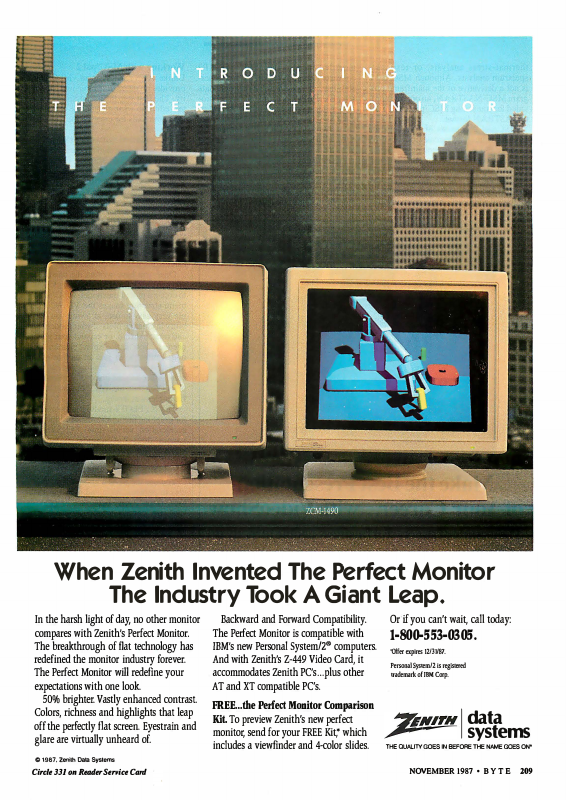 INTRODUCING
THE PERFECT MONITOR
ZCM-1490
When Zenith Invented The Perfect Monitor
The Industry Took A Giant Leap.
In the harsh light of day, no other monitor
compares with Zenith's Perfect Monitor.
The breakthrough of flat technology has
redefined the monitor industry forever.
The Perfect Monitor will redefine your
expectations with one look.
50% brighter. Vastly enhanced contrast.
Colors, richness and highlights that leap
off the perfectly flat screen. Eyestrain and
glare are virtually unheard of.
Backward and Forward Compatibility.
The Perfect Monitor is compatible with
IBM's new Personal System/2® computers.
And with Zenith's Z-449 Video Card, it
accommodates Zenith PC's...plus other
AT and XT compatible PC's.
FREE...the Perfect Monitor Comparison
Kit. To preview Zenith's new perfect
monitor, send for your FREE Kit,* which
includes a viewfinder and 4-color slides.
Or if you can't wait, call today:
1-800-553-0305.
*Offer expires 12/31/87.
Personal System/2 is registered
trademark of IBM Corp.
ZENITH data
systems
THE QUALITY GOES IN BEFORE THE NAME GOES ON®
© 1987, Zenith Data Systems
Circle 331 on Reader Service Card
NOVEMBER 1987 • BYTE 209